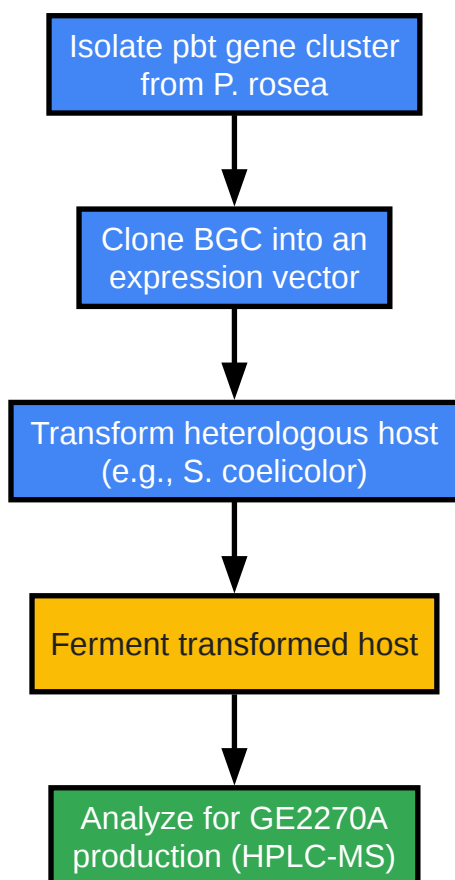 Isolate pbt gene cluster
from P. rosea
Clone BGC into an
expression vector
Transform heterologous host
(e.g., S. coelicolor)
Ferment transformed host
Analyze for GE2270A
production (HPLC-MS)